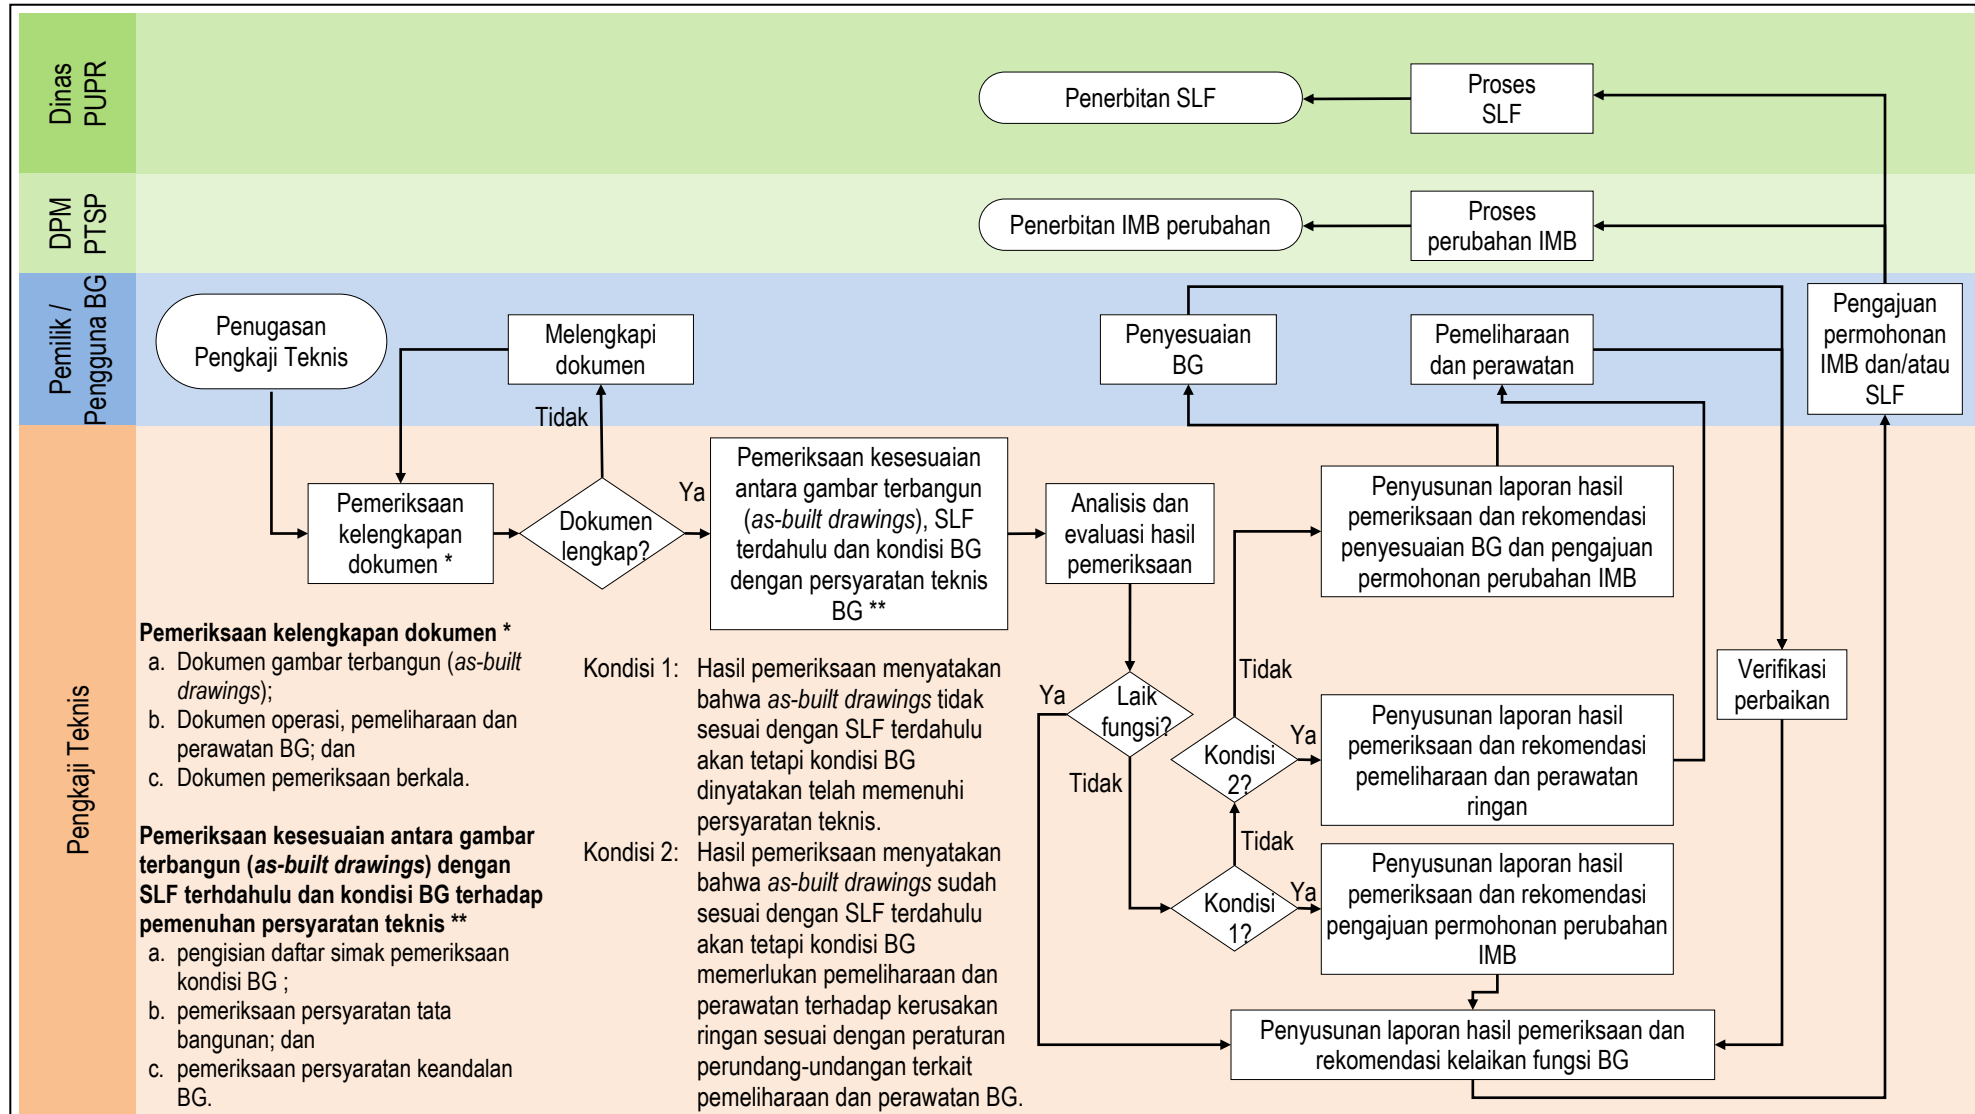 Dinas
PUPR
Penerbitan SLF
Proses
SLF
DPM
PTSP
Penerbitan IMB perubahan
Proses
perubahan IMB
Pemilik /
Pengguna BG
Penugasan
Pengkaji Teknis
Melengkapi
dokumen
Tidak
Penyesuaian
BG
Pemeliharaan
dan perawatan
Pengajuan
permohonan
IMB dan/atau
SLF
Pengkaji Teknis
Pemeriksaan
kelengkapan
dokumen *
Dokumen
lengkap?
Ya
Pemeriksaan kesesuaian
antara gambar terbangun
(as-built drawings), SLF
terdahulu dan kondisi BG
dengan persyaratan teknis
BG **
Analisis dan
evaluasi hasil
pemeriksaan
Penyusunan laporan hasil
pemeriksaan dan rekomendasi
penyesuaian BG dan pengajuan
permohonan perubahan IMB
Tidak
Ya
Laik
fungsi?
Tidak
Kondisi
2?
Ya
Penyusunan laporan hasil
pemeriksaan dan rekomendasi
pemeliharaan dan perawatan
ringan
Verifikasi
perbaikan
Tidak
Kondisi
1?
Ya
Penyusunan laporan hasil
pemeriksaan dan rekomendasi
pengajuan permohonan perubahan
IMB
Penyusunan laporan hasil pemeriksaan dan
rekomendasi kelaikan fungsi BG
Pemeriksaan kelengkapan dokumen *
a. Dokumen gambar terbangun (as-built
drawings);
b. Dokumen operasi, pemeliharaan dan
perawatan BG; dan
c. Dokumen pemeriksaan berkala.
Pemeriksaan kesesuaian antara gambar
terbangun (as-built drawings) dengan
SLF terhdahulu dan kondisi BG terhadap
pemenuhan persyaratan teknis **
a. pengisian daftar simak pemeriksaan
kondisi BG ;
b. pemeriksaan persyaratan tata
bangunan; dan
c. pemeriksaan persyaratan keandalan
BG.
Kondisi 1: Hasil pemeriksaan menyatakan
bahwa as-built drawings tidak
sesuai dengan SLF terdahulu
akan tetapi kondisi BG
dinyatakan telah memenuhi
persyaratan teknis.
Kondisi 2: Hasil pemeriksaan menyatakan
bahwa as-built drawings sudah
sesuai dengan SLF terdahulu
akan tetapi kondisi BG
memerlukan pemeliharaan dan
perawatan terhadap kerusakan
ringan sesuai dengan peraturan
perundang-undangan terkait
pemeliharaan dan perawatan BG.